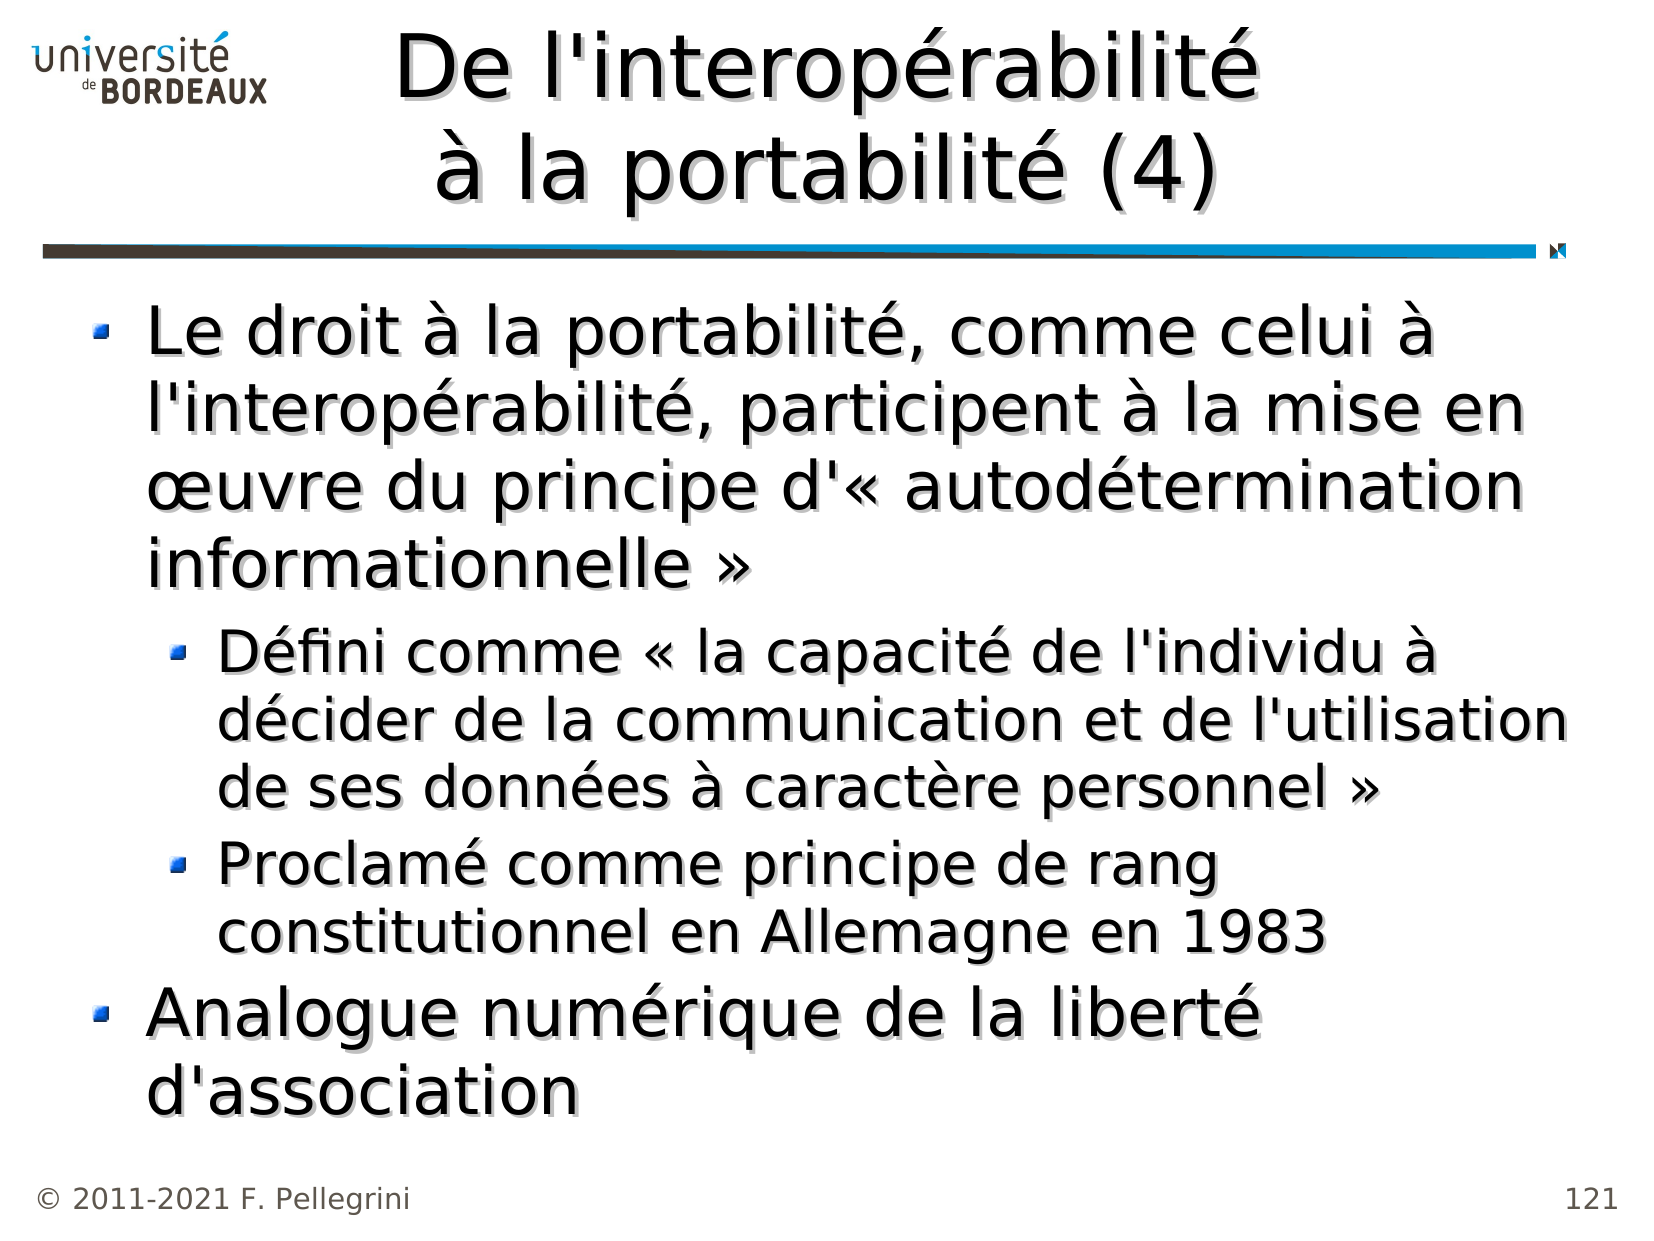 université
de BORDEAUX
De l'interopérabilité
à la portabilité (4)
Le droit à la portabilité, comme celui à
l'interopérabilité, participent à la mise en
œuvre du principe d'« autodétermination
informationnelle »
Défini comme « la capacité de l'individu à
décider de la communication et de l'utilisation
de ses données à caractère personnel »
Proclamé comme principe de rang
constitutionnel en Allemagne en 1983
Analogue numérique de la liberté
d'association
© 2011-2021 F. Pellegrini
121